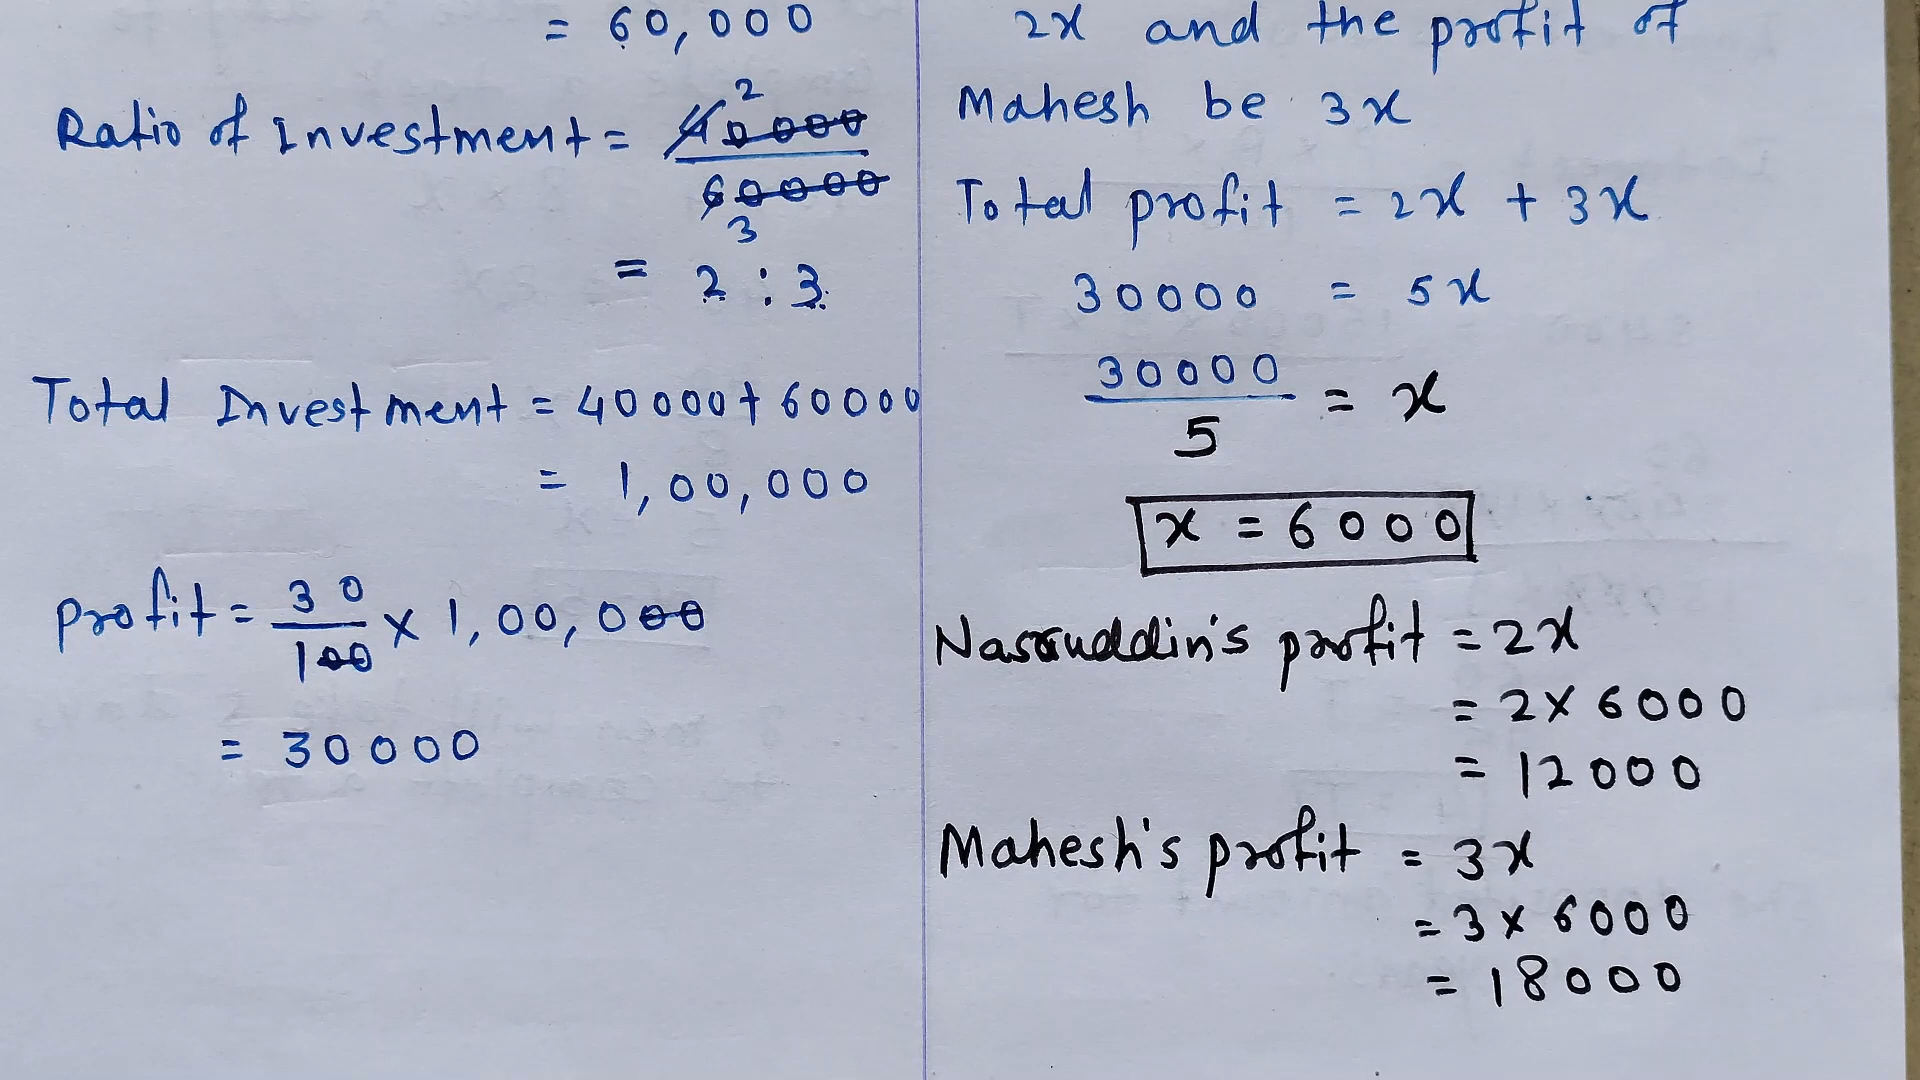 = 60,000
Ratio of Investment = 40000/60000
2
3
= 2 : 3
Total Investment = 40000 + 60000
= 1,00,000
profit = 30/100 x 1,00,000
= 30000
2x and the profit of
Mahesh be 3x
Total profit = 2x + 3x
30000 = 5x
30000/5 = x
x = 6000
Nasruddin's profit = 2x
= 2 x 6000
= 12000
Mahesh's profit = 3x
= 3 x 6000
= 18000